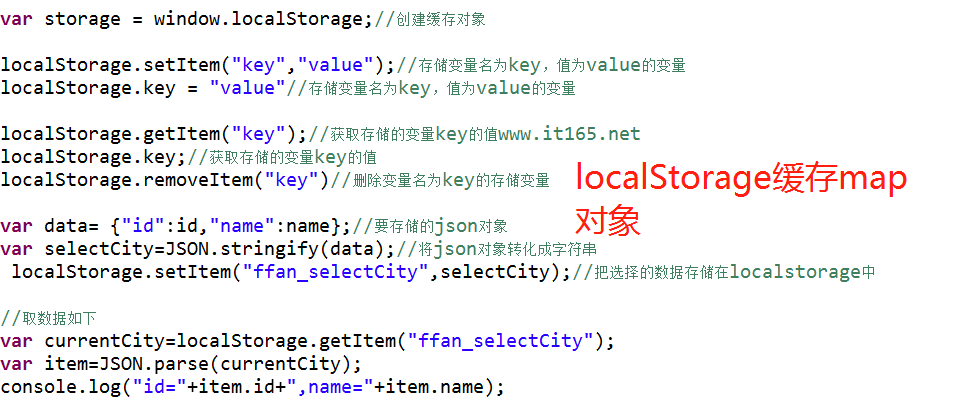 var storage = window.localStorage;//创建缓存对象
localStorage.setItem("key","value");//存储变量名为key，值为value的变量
localStorage.key = "value"//存储变量名为key，值为value的变量
localStorage.getItem("key");//获取存储的变量key的值www.it165.net
localStorage.key;//获取存储的变量key的值
localStorage.removeItem("key")//删除变量名为key的存储变量
localStorage缓存map
对象
var data= {"id":id,"name":name};//要存储的json对象
var selectCity=JSON.stringify(data);//将json对象转化成字符串
localStorage.setItem("ffan_selectCity",selectCity);//把选择的数据存储在localstorage中
//取数据如下
var currentCity=localStorage.getItem("ffan_selectCity");
var item=JSON.parse(currentCity);
console.log("id="+item.id+",name="+item.name);